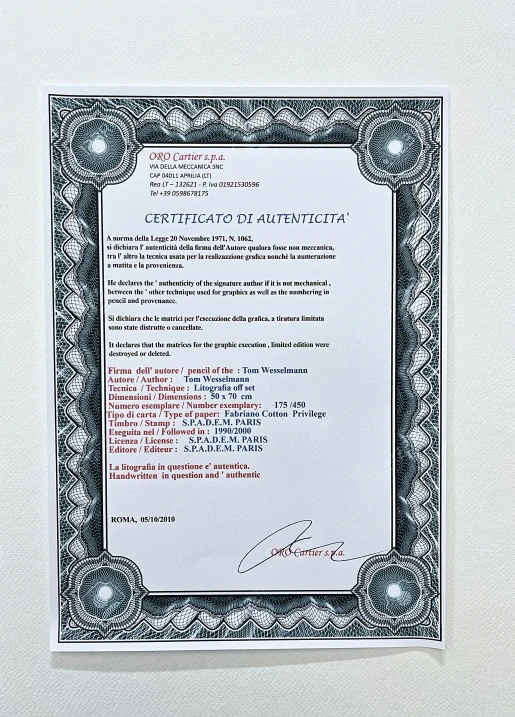 ORO Cartier s.p.a.
VIA DELLA MECCANICA SNC
CAP 04011 APRILIA (LT)
Rea LT – 132621 - P. Iva 01921530596
Tel +39 0598678175
CERTIFICATO DI AUTENTICITA'
A norma della Legge 20 Novembre 1971, N. 1062,
si dichiara l' autenticità della firma dell'Autore qualora fosse non meccanica,
tra l' altro la tecnica usata per la realizzazione grafica nonchè la numerazione
a matita e la provenienza.
He declares the ' authenticity of the signature author if it is not mechanical ,
between the ' other technique used for graphics as well as the numbering in
pencil and provenance.
Si dichiara che le matrici per l'esecuzione della grafica, a tiratura limitata
sono state distrutte o cancellate.
It declares that the matrices for the graphic execution , limited edition were
destroyed or deleted.
Firma dell' autore / pencil of the : Tom Wesselmann
Autore / Author : Tom Wesselmann
Tecnica / Technique : Litografia off set
Dimensioni / Dimensions : 50 x 70 cm
Numero esemplare / Number exemplary: 175 /450
Tipo di carta / Type of paper: Fabriano Cotton Privilege
Timbro / Stamp : S.P.A.D.E.M. PARIS
Eseguita nel / Followed in : 1990/2000
Licenza / License : S.P.A.D.E.M. PARIS
Editore / Editeur : S.P.A.D.E.M. PARIS
La litografia in questione e' autentica.
Handwritten in question and ' authentic
ROMA, 05/10/2010
ORO Cartier s.p.a.